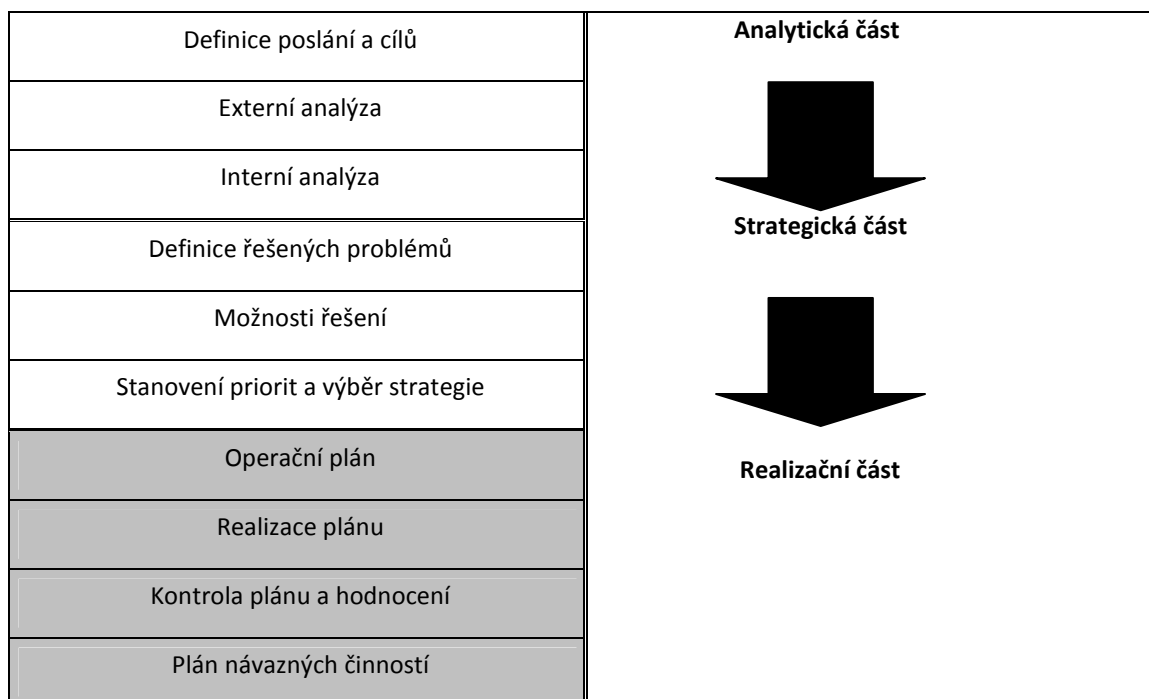 Definice poslání a cílů
Analytická část
Externí analýza
Interní analýza
Strategická část
Definice řešených problémů
Možnosti řešení
Stanovení priorit a výběr strategie
Operační plán
Realizační část
Realizace plánu
Kontrola plánu a hodnocení
Plán návazných činností